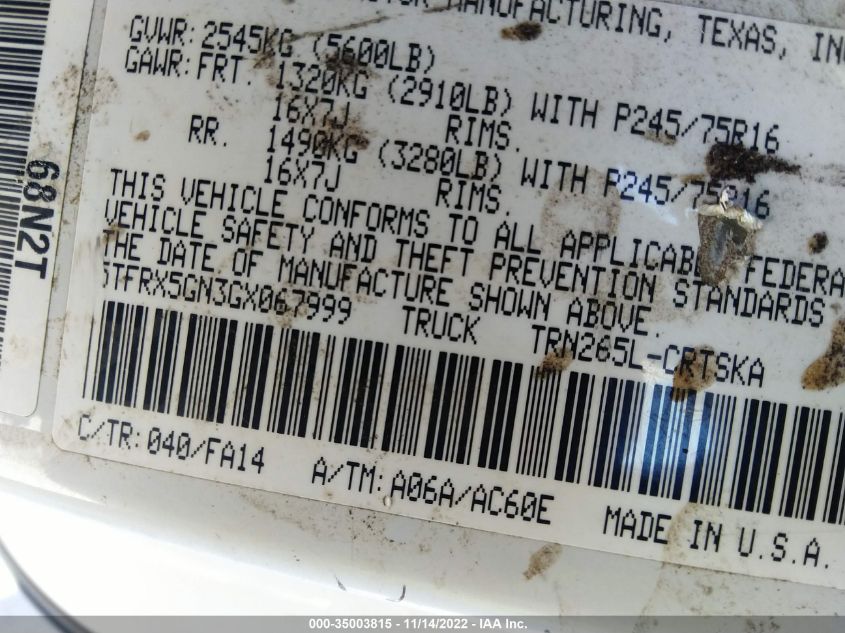 MANUFACTURING, TEXAS, IN
GVWR: 2545KG (5600LB)
GAWR: FRT. 1320KG (2910LB) WITH P245/75R16
16X7J RIMS.
RR. 1490KG (3280LB) WITH P245/75R16
16X7J RIMS.
THIS VEHICLE CONFORMS TO ALL APPLICABLE FEDERA
VEHICLE SAFETY AND THEFT PREVENTION STANDARDS
THE DATE OF MANUFACTURE SHOWN ABOVE.
5TFRX5GN3GX067999 TRUCK TRN265L-CRTSKA
C/TR: 040/FA14 A/TM: A06A/AC60E MADE IN U.S.A.
68N2T
000-35003815 - 11/14/2022 - IAA Inc.